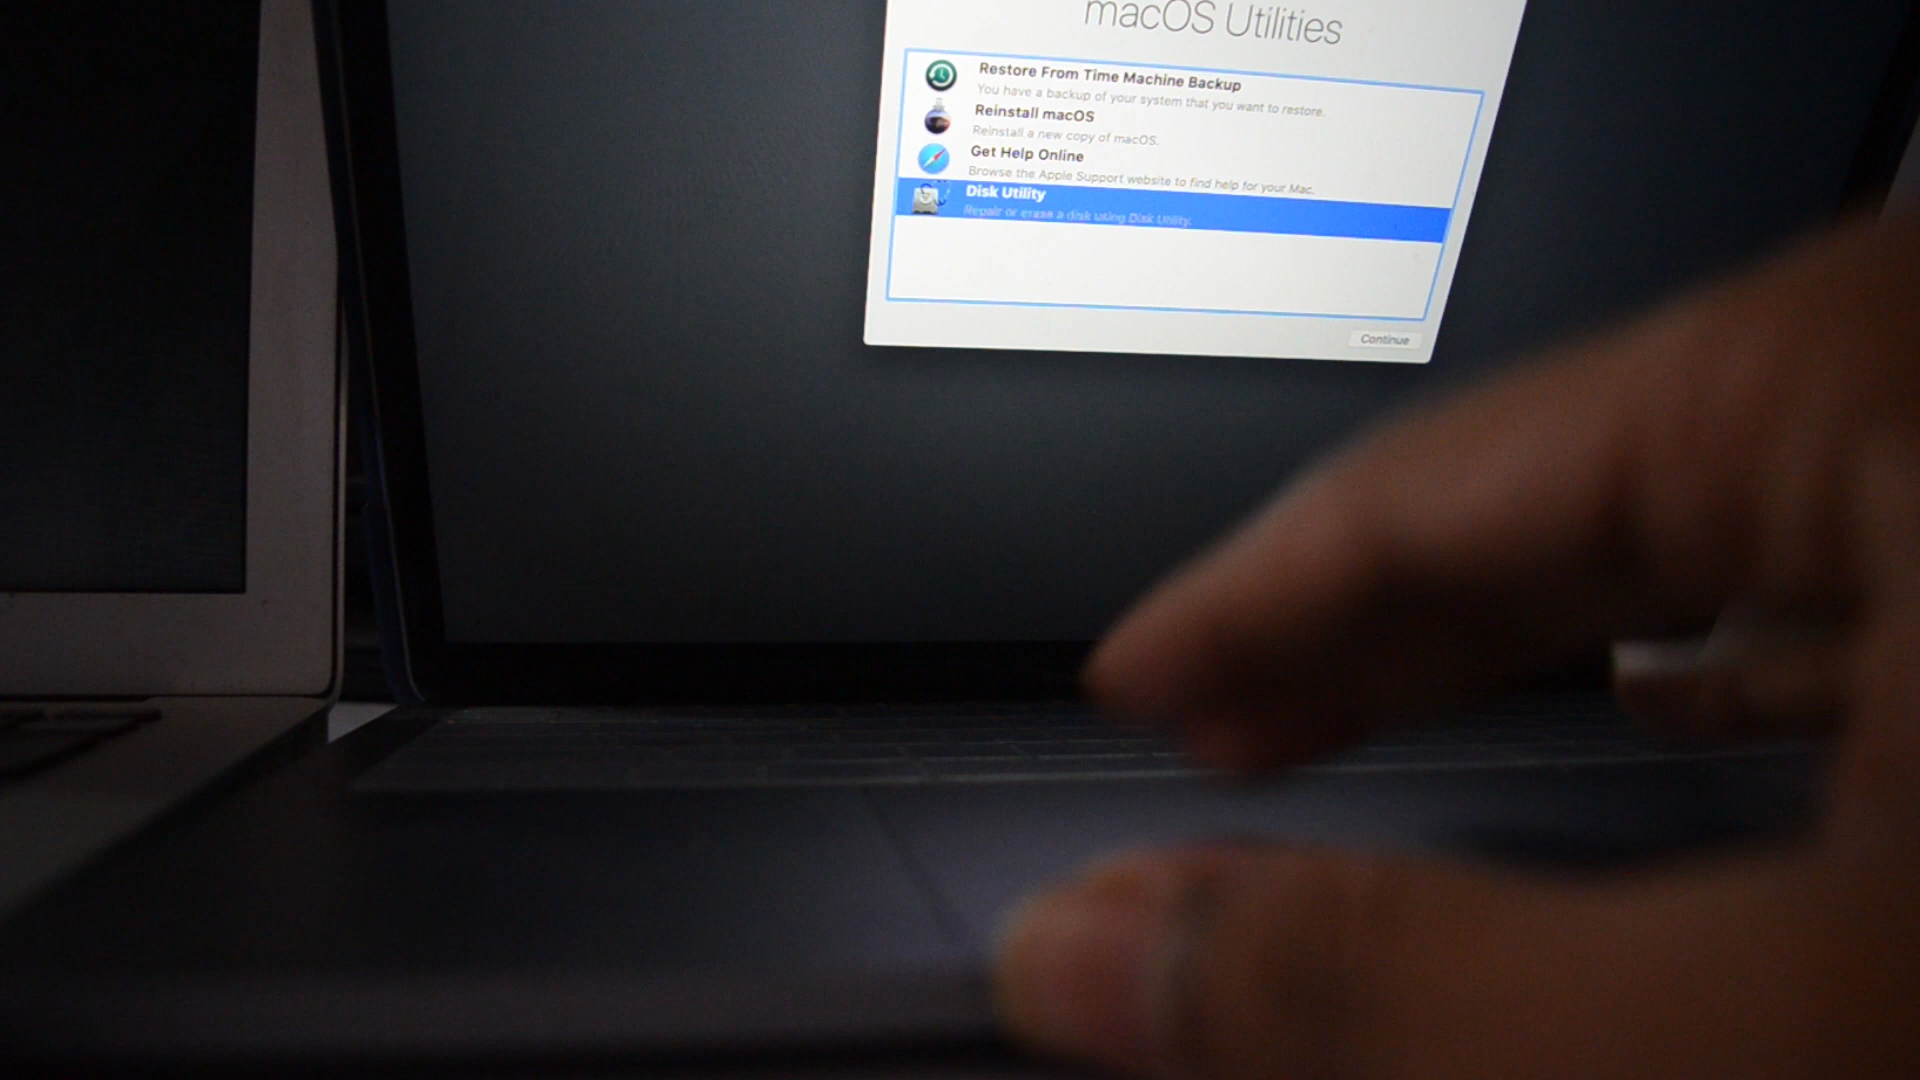 macOS Utilities
Restore From Time Machine Backup
You have a backup of your system that you want to restore.
Reinstall macOS
Reinstall a new copy of macOS.
Get Help Online
Browse the Apple Support website to find help for your Mac.
Disk Utility
Repair or erase a disk using Disk Utility.
Continue